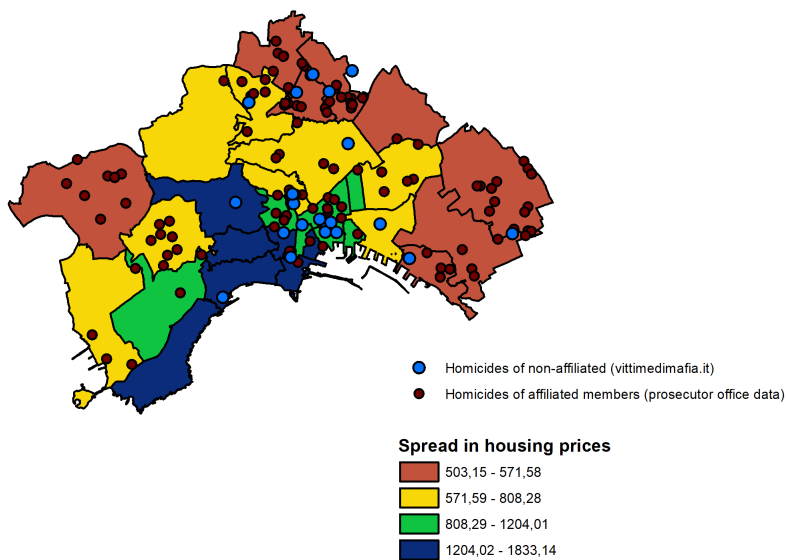 Homicides of non-affiliated (vittimedimafia.it)
Homicides of affiliated members (prosecutor office data)
Spread in housing prices
503,15 - 571,58
571,59 - 808,28
808,29 - 1204,01
1204,02 - 1833,14